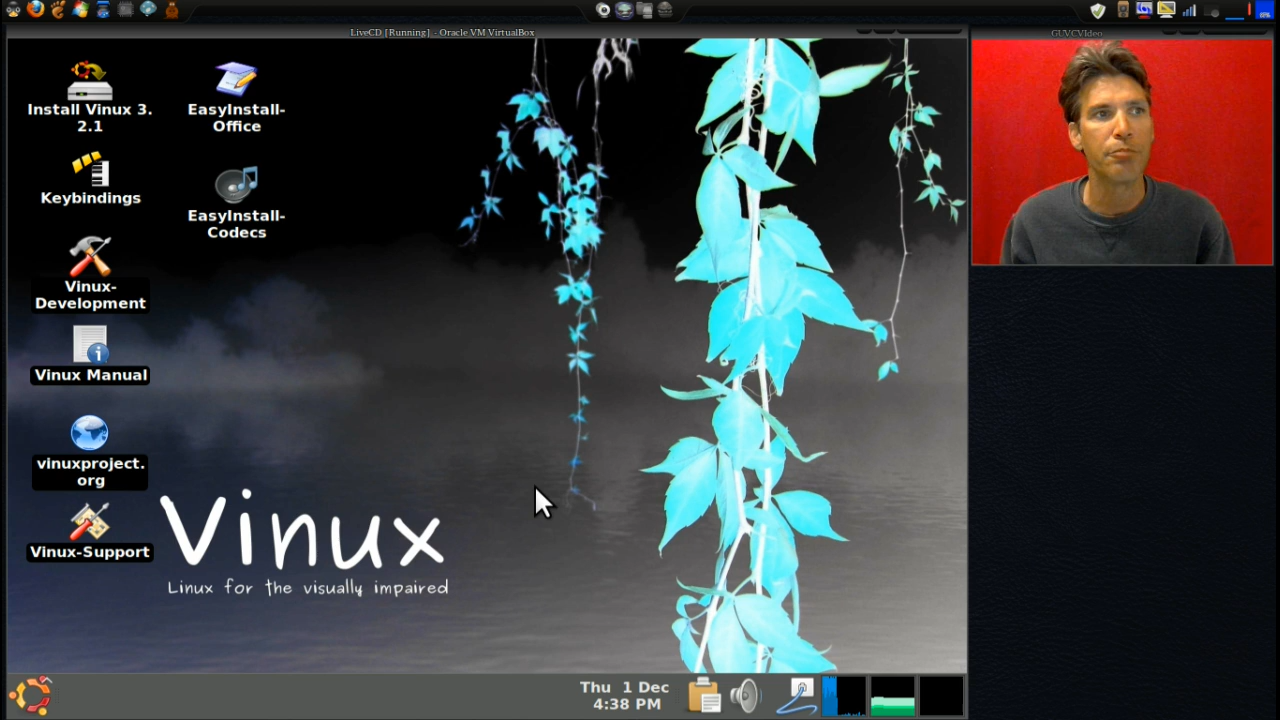 LiveCD [Running] - Oracle VM VirtualBox
GUVCVideo
Install Vinux 3.
2.1
EasyInstall-
Office
Keybindings
EasyInstall-
Codecs
Vinux-
Development
Vinux Manual
vinuxproject.
org
Vinux-Support
Vinux
Linux for the visually impaired
Thu 1 Dec
4:38 PM